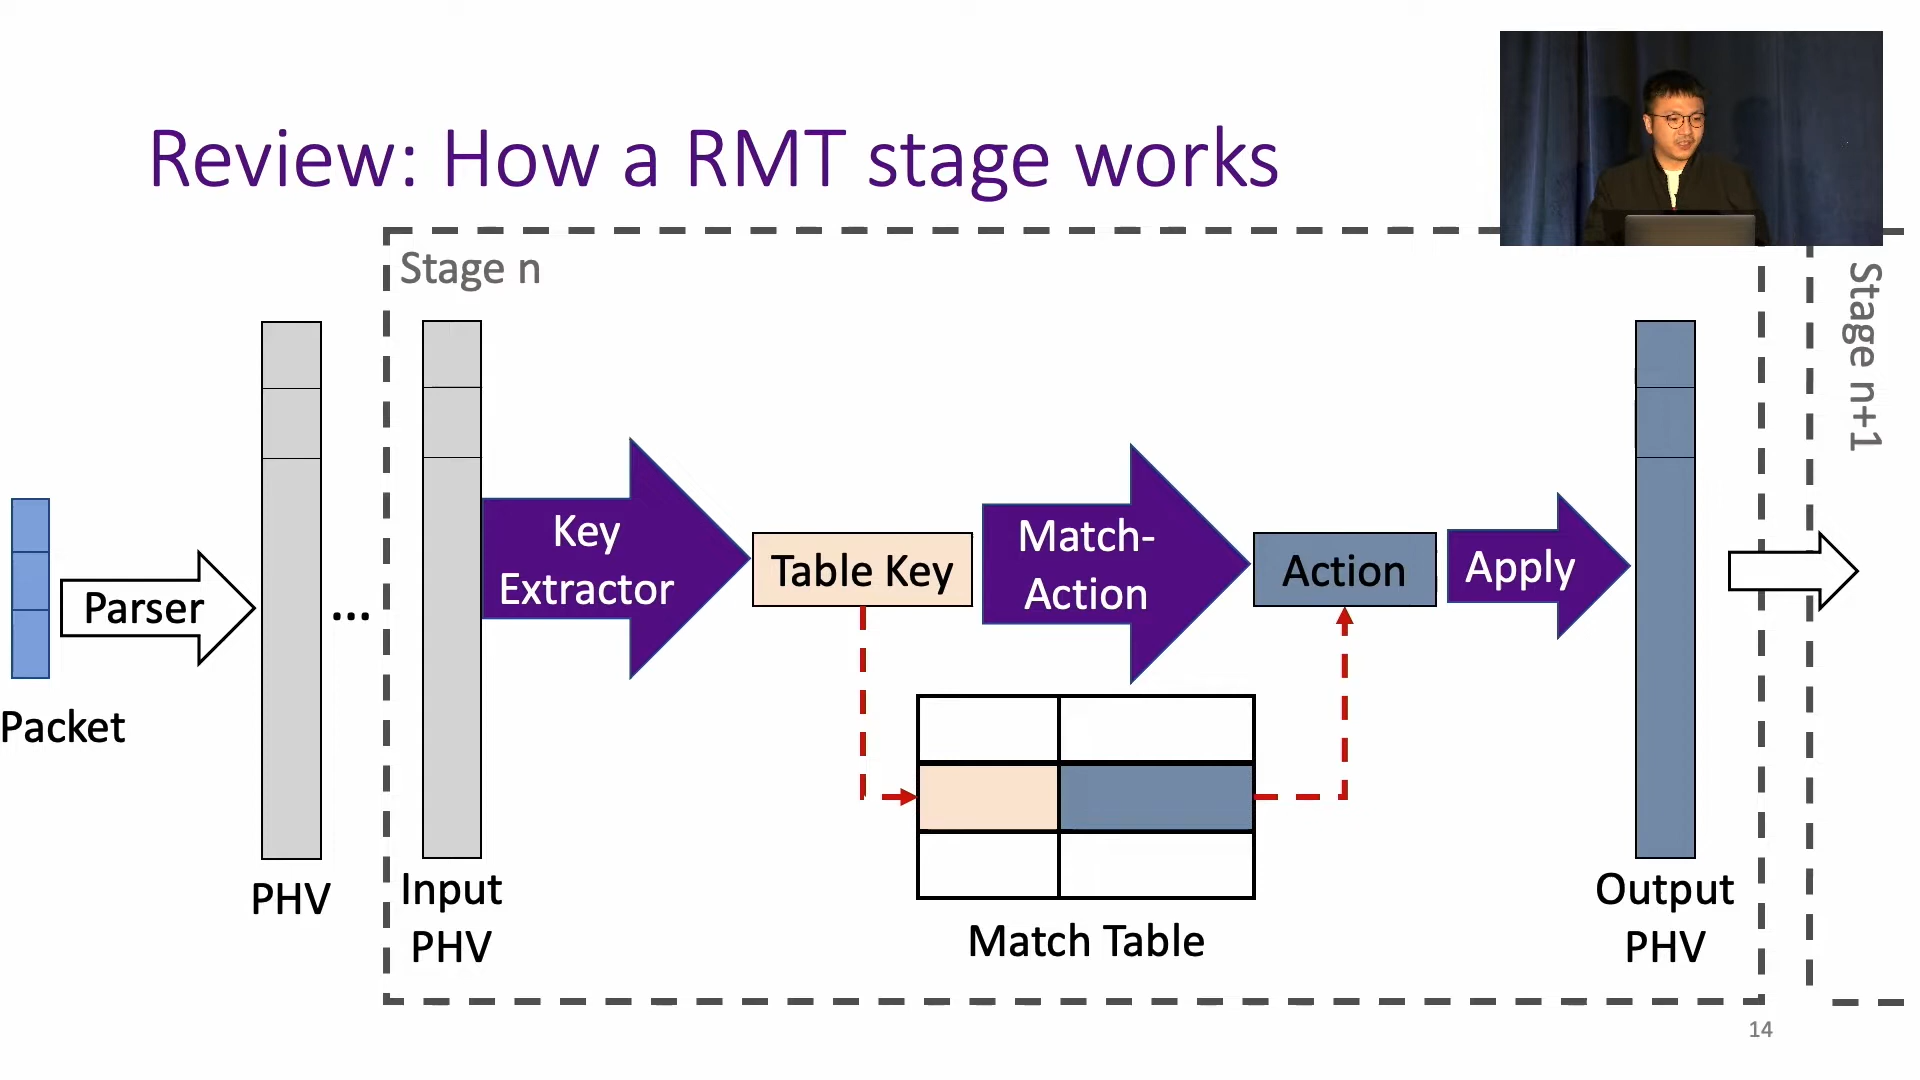 Review: How a RMT stage works
Stage n
Stage n+1
Key
Extractor
Table Key
Match-
Action
Action
Apply
Parser
...
Packet
PHV
Input
PHV
Match Table
Output
PHV
14